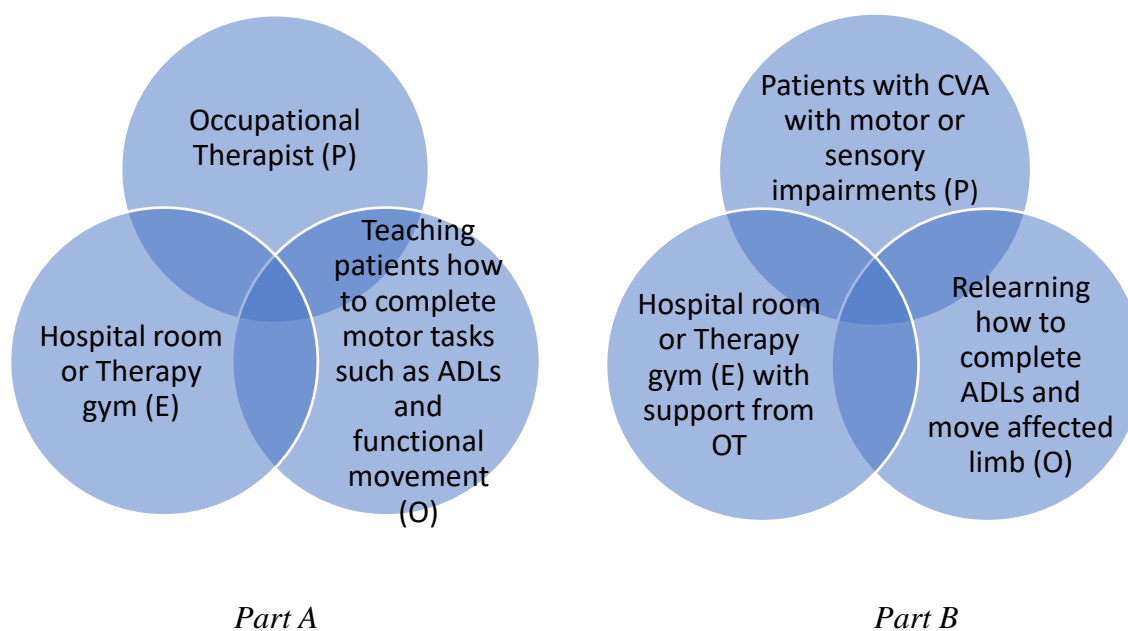 Occupational
Therapist (P)
Hospital room
or Therapy
gym (E)
Teaching
patients how
to complete
motor tasks
such as ADLs
and
functional
movement
(O)
Part A
Patients with CVA
with motor or
sensory
impairments (P)
Hospital room
or Therapy
gym (E) with
support from
OT
Relearning
how to
complete
ADLs and
move affected
limb (O)
Part B